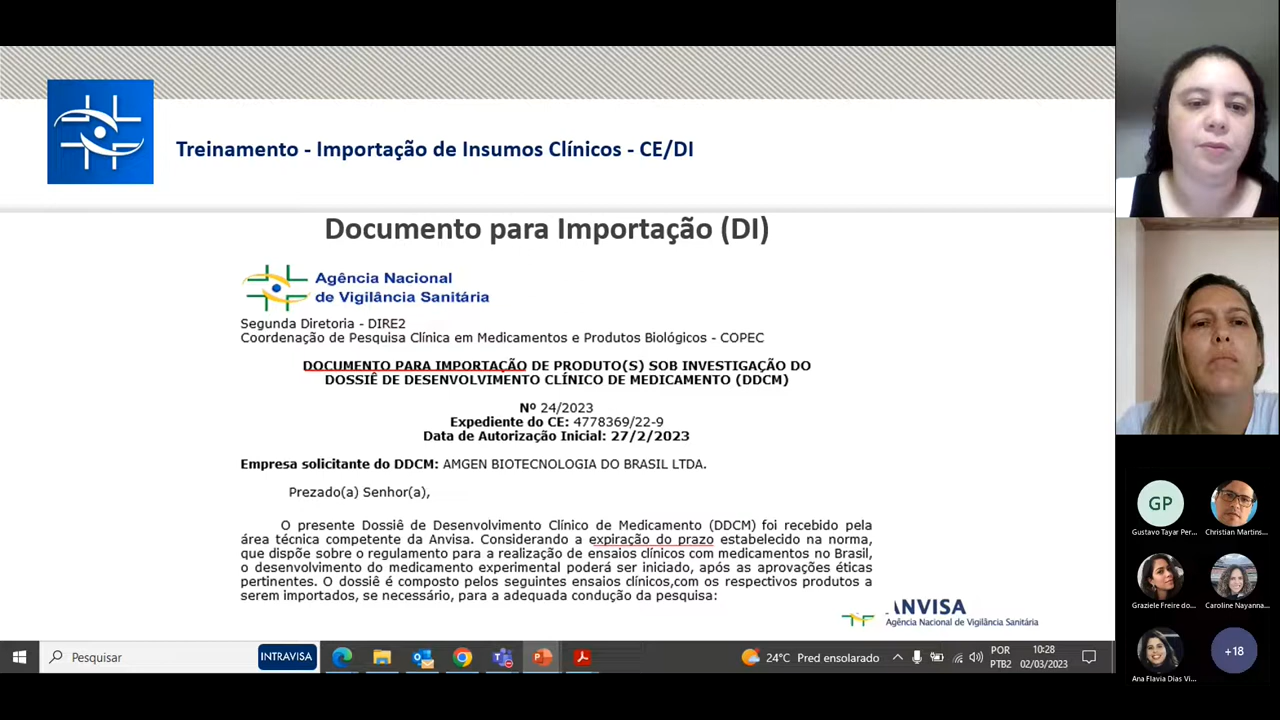 Treinamento - Importação de Insumos Clínicos - CE/DI
Documento para Importação (DI)
Agência Nacional
de Vigilância Sanitária
Segunda Diretoria - DIRE2
Coordenação de Pesquisa Clínica em Medicamentos e Produtos Biológicos - COPEC
DOCUMENTO PARA IMPORTAÇÃO DE PRODUTO(S) SOB INVESTIGAÇÃO DO
DOSSIÊ DE DESENVOLVIMENTO CLÍNICO DE MEDICAMENTO (DDCM)
Nº 24/2023
Expediente do CE: 4778369/22-9
Data de Autorização Inicial: 27/2/2023
Empresa solicitante do DDCM: AMGEN BIOTECNOLOGIA DO BRASIL LTDA.
Prezado(a) Senhor(a),
O presente Dossiê de Desenvolvimento Clínico de Medicamento (DDCM) foi recebido pela
área técnica competente da Anvisa. Considerando a expiração do prazo estabelecido na norma,
que dispõe sobre o regulamento para a realização de ensaios clínicos com medicamentos no Brasil,
o desenvolvimento do medicamento experimental poderá ser iniciado, após as aprovações éticas
pertinentes. O dossiê é composto pelos seguintes ensaios clínicos,com os respectivos produtos a
serem importados, se necessário, para a adequada condução da pesquisa:
ANVISA
Agência Nacional de Vigilância Sanitária
Pesquisar
INTRAVISA
24°C Pred ensolarado
POR
PTB2
10:28
02/03/2023
GP
Gustavo Tayar Per...
Christian Martins...
Graziele Freire do...
Caroline Nayanna...
Ana Flavia Dias Vi...
+18